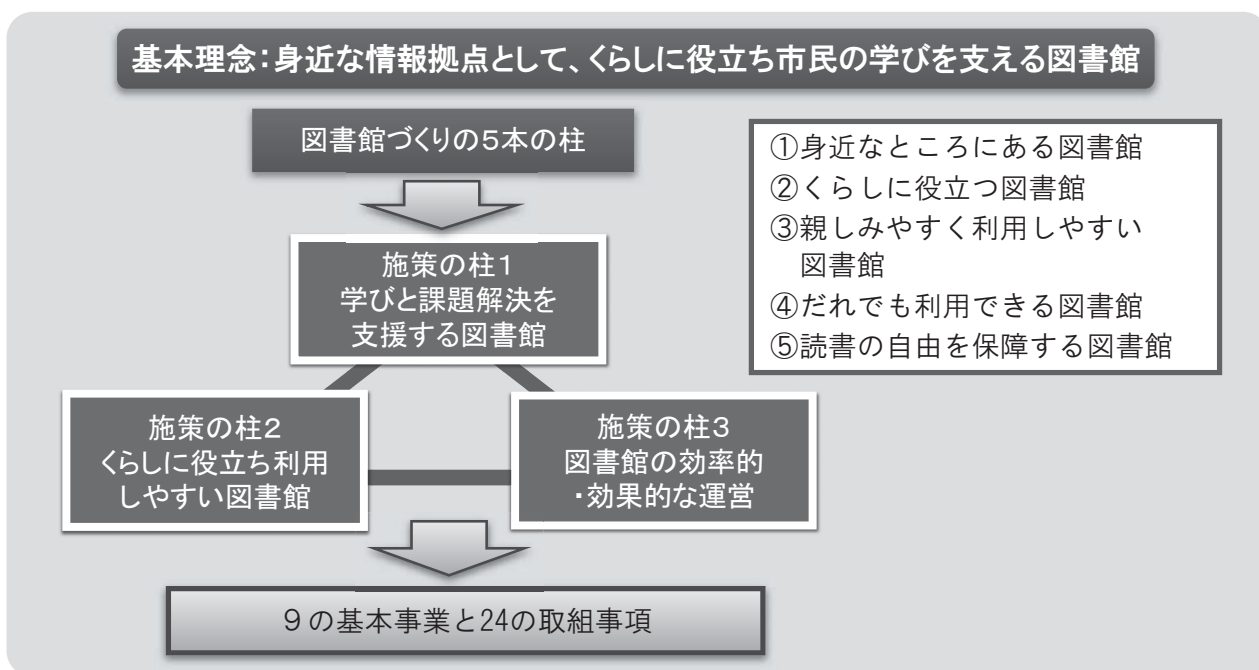 基本理念：身近な情報拠点として、くらしに役立ち市民の学びを支える図書館
図書館づくりの5本の柱
①身近なところにある図書館
②くらしに役立つ図書館
③親しみやすく利用しやすい
図書館
④だれでも利用できる図書館
⑤読書の自由を保障する図書館
施策の柱1
学びと課題解決を
支援する図書館
施策の柱2
くらしに役立ち利用
しやすい図書館
施策の柱3
図書館の効率的
・効果的な運営
9の基本事業と24の取組事項